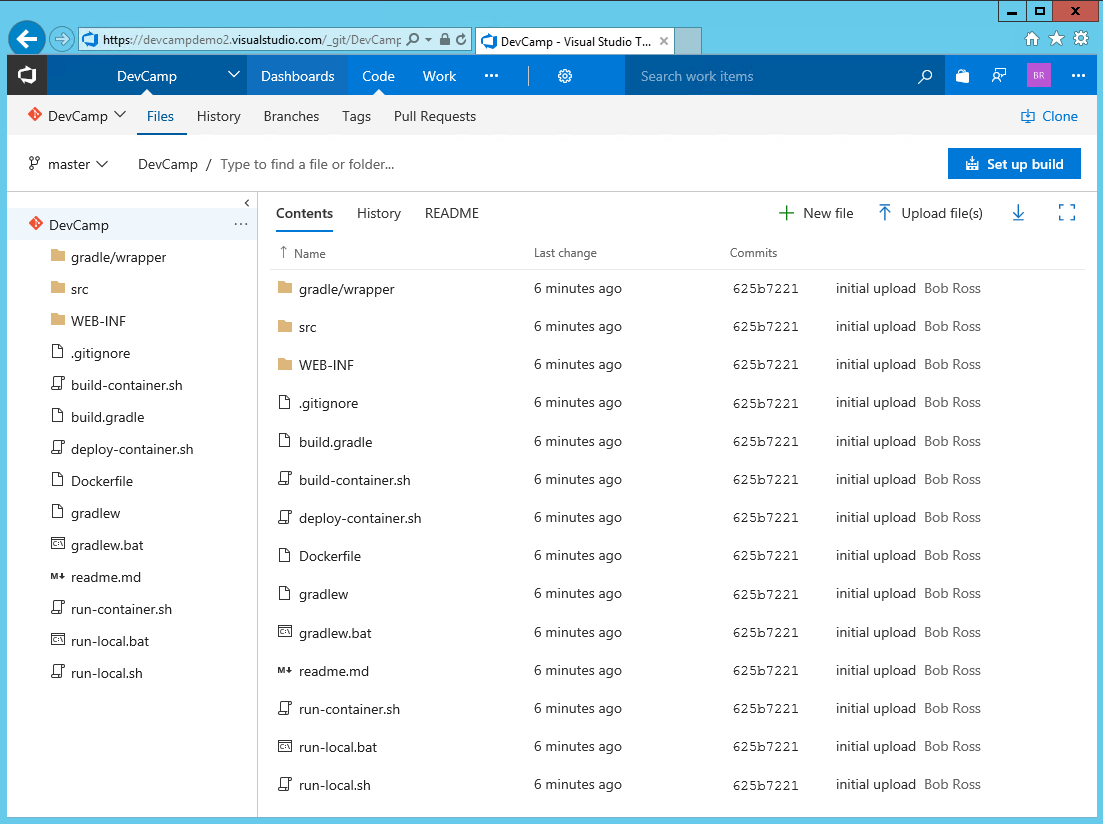 https://devcampdemo2.visualstudio.com/_git/DevCamp
DevCamp - Visual Studio T...
DevCamp Dashboards Code Work ... Search work items BR ...
DevCamp Files History Branches Tags Pull Requests Clone
master DevCamp / Type to find a file or folder... Set up build
DevCamp ...
gradle/wrapper
src
WEB-INF
.gitignore
build-container.sh
build.gradle
deploy-container.sh
Dockerfile
gradlew
gradlew.bat
M↓ readme.md
run-container.sh
run-local.bat
run-local.sh
Contents History README New file Upload file(s)
Name Last change Commits
gradle/wrapper 6 minutes ago 625b7221 initial upload Bob Ross
src 6 minutes ago 625b7221 initial upload Bob Ross
WEB-INF 6 minutes ago 625b7221 initial upload Bob Ross
.gitignore 6 minutes ago 625b7221 initial upload Bob Ross
build.gradle 6 minutes ago 625b7221 initial upload Bob Ross
build-container.sh 6 minutes ago 625b7221 initial upload Bob Ross
deploy-container.sh 6 minutes ago 625b7221 initial upload Bob Ross
Dockerfile 6 minutes ago 625b7221 initial upload Bob Ross
gradlew 6 minutes ago 625b7221 initial upload Bob Ross
gradlew.bat 6 minutes ago 625b7221 initial upload Bob Ross
M↓ readme.md 6 minutes ago 625b7221 initial upload Bob Ross
run-container.sh 6 minutes ago 625b7221 initial upload Bob Ross
run-local.bat 6 minutes ago 625b7221 initial upload Bob Ross
run-local.sh 6 minutes ago 625b7221 initial upload Bob Ross